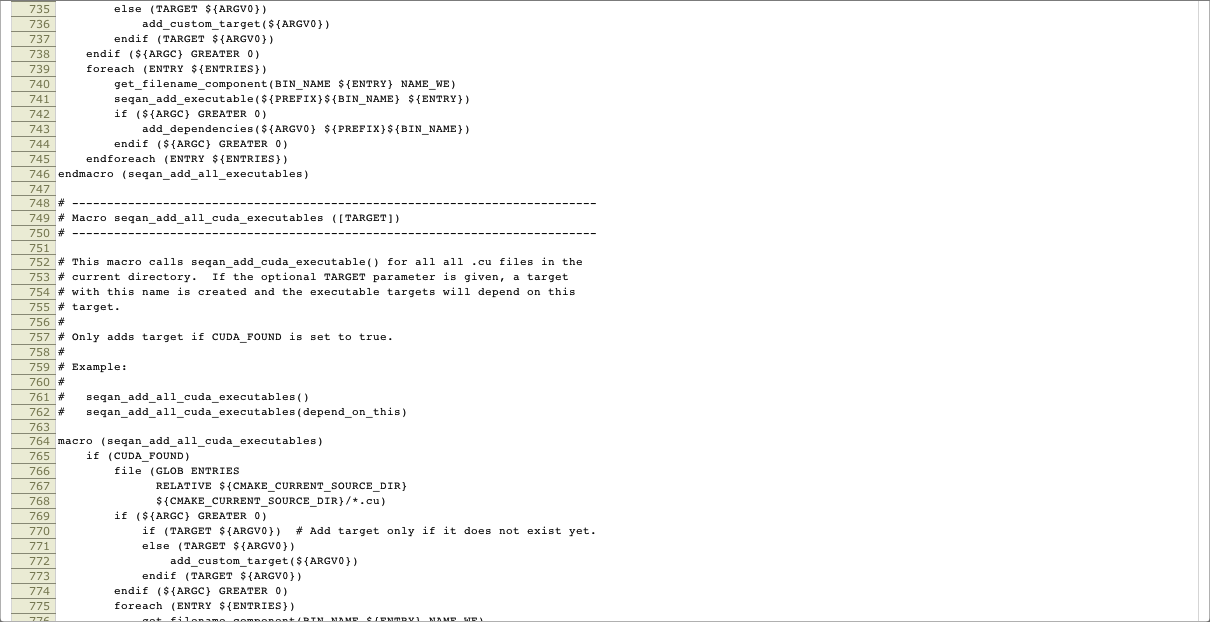 735         else (TARGET ${ARGV0})
736             add_custom_target(${ARGV0})
737         endif (TARGET ${ARGV0})
738     endif (${ARGC} GREATER 0)
739     foreach (ENTRY ${ENTRIES})
740         get_filename_component(BIN_NAME ${ENTRY} NAME_WE)
741         seqan_add_executable(${PREFIX}${BIN_NAME} ${ENTRY})
742         if (${ARGC} GREATER 0)
743             add_dependencies(${ARGV0} ${PREFIX}${BIN_NAME})
744         endif (${ARGC} GREATER 0)
745     endforeach (ENTRY ${ENTRIES})
746 endmacro (seqan_add_all_executables)
747
748 # ---------------------------------------------------------------------------
749 # Macro seqan_add_all_cuda_executables ([TARGET])
750 # ---------------------------------------------------------------------------
751
752 # This macro calls seqan_add_cuda_executable() for all all .cu files in the
753 # current directory.  If the optional TARGET parameter is given, a target
754 # with this name is created and the executable targets will depend on this
755 # target.
756 #
757 # Only adds target if CUDA_FOUND is set to true.
758 #
759 # Example:
760 #
761 #   seqan_add_all_cuda_executables()
762 #   seqan_add_all_cuda_executables(depend_on_this)
763
764 macro (seqan_add_all_cuda_executables)
765     if (CUDA_FOUND)
766         file (GLOB ENTRIES
767               RELATIVE ${CMAKE_CURRENT_SOURCE_DIR}
768               ${CMAKE_CURRENT_SOURCE_DIR}/*.cu)
769         if (${ARGC} GREATER 0)
770             if (TARGET ${ARGV0})  # Add target only if it does not exist yet.
771             else (TARGET ${ARGV0})
772                 add_custom_target(${ARGV0})
773             endif (TARGET ${ARGV0})
774         endif (${ARGC} GREATER 0)
775         foreach (ENTRY ${ENTRIES})
776             get_filename_component(BIN_NAME ${ENTRY} NAME_WE)